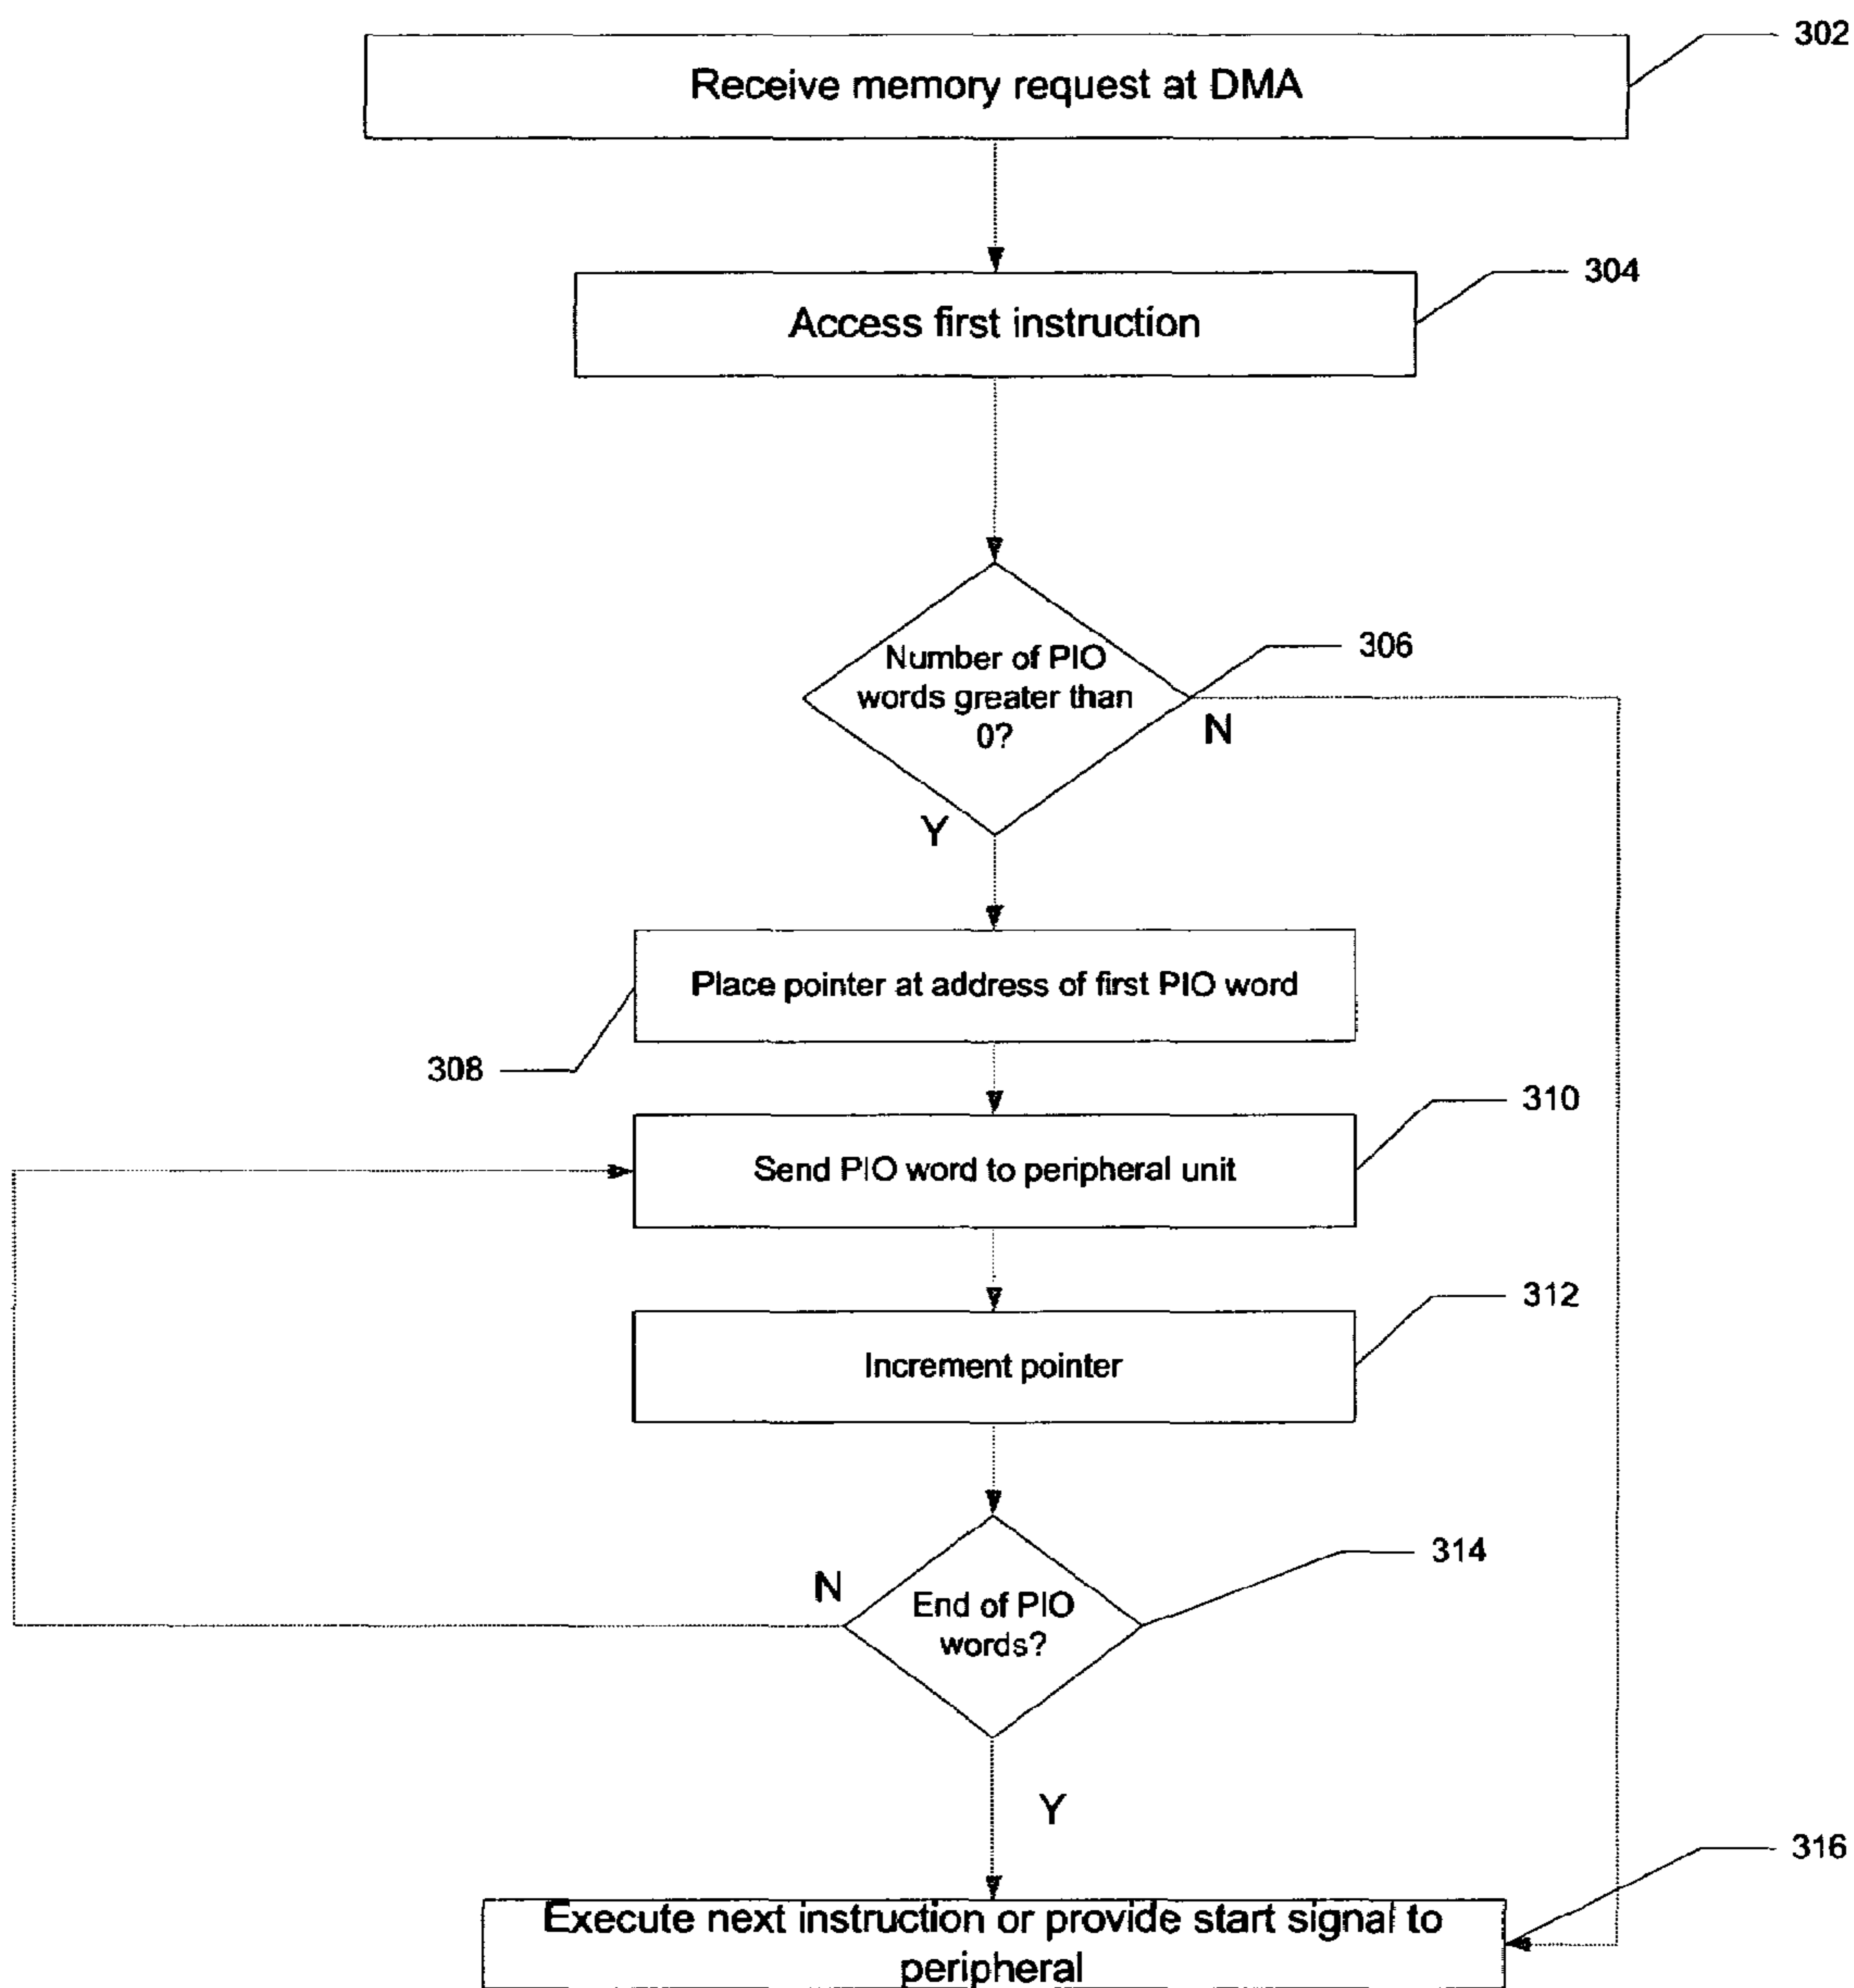 302
Receive memory request at DMA
304
Access first instruction
306
Number of PIO
words greater than
0?
N
Y
Place pointer at address of first PIO word
308
310
Send PIO word to peripheral unit
312
Increment pointer
314
N
End of PIO
words?
Y
316
Execute next instruction or provide start signal to
peripheral